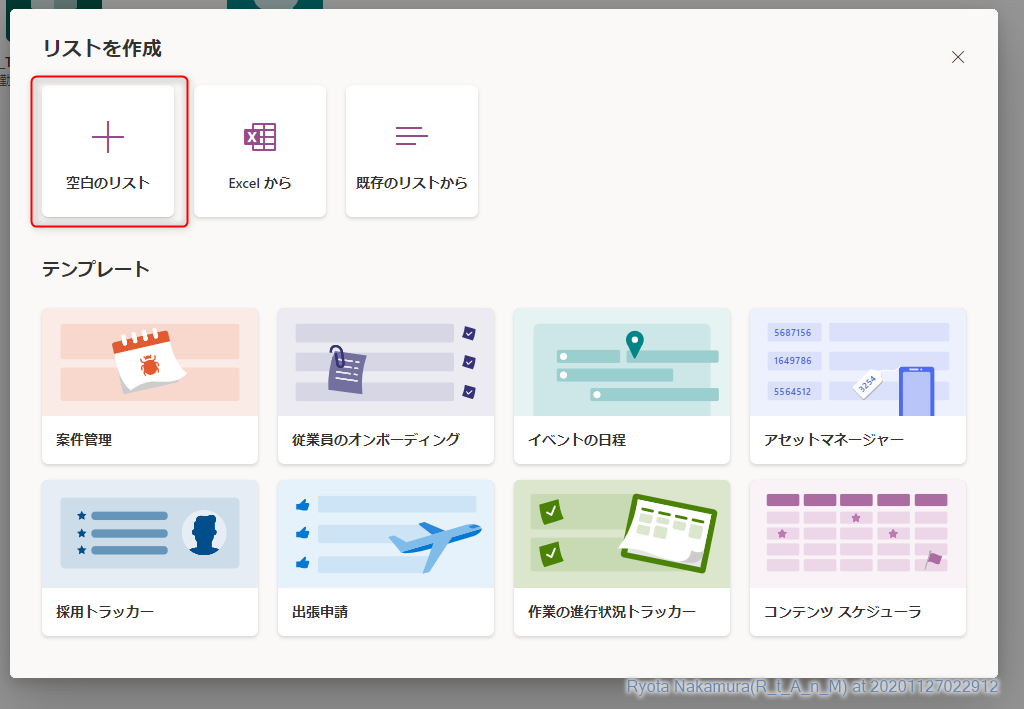 リストを作成
空白のリスト
Excel から
既存のリストから
テンプレート
5687156
1649786
5564512
3254
案件管理
従業員のオンボーディング
イベントの日程
アセットマネージャー
採用トラッカー
出張申請
作業の進行状況トラッカー
コンテンツ スケジューラ
Ryota Nakamura(R_t_A_n_M) at 20201127022912